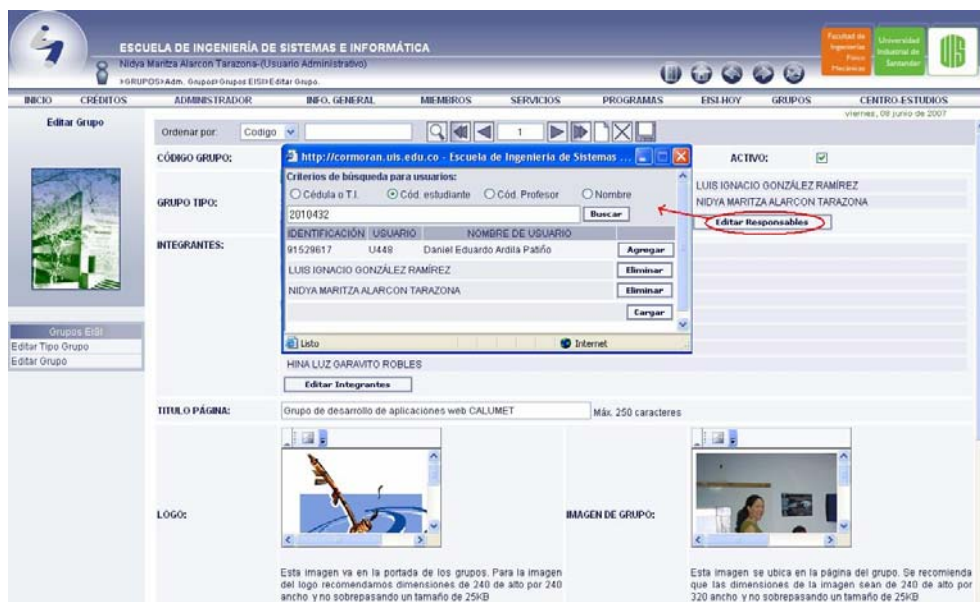 ESCUELA DE INGENIERÍA DE SISTEMAS E INFORMÁTICA
Nidya Maritza Alarcon Tarazona-(Usuario Administrativo)
>GRUPOS>Adm. Grupos>Grupos EISI>Editar Grupo.
Facultad de
Ingenierías
Físico
Mecánicas
Universidad
Industrial de
Santander
INICIO CRÉDITOS ADMINISTRADOR INFO. GENERAL MIEMBROS SERVICIOS PROGRAMAS EISI-HOY GRUPOS CENTRO-ESTUDIOS
viernes, 08 junio de 2007
Editar Grupo
Ordenar por: Codigo 1
CÓDIGO GRUPO:
ACTIVO:
http://cormoran.uis.edu.co - Escuela de Ingeniería de Sistemas ...
Criterios de búsqueda para usuarios:
Cédula o T.I. Cód. estudiante Cód. Profesor Nombre
2010432 Buscar
IDENTIFICACIÓN USUARIO NOMBRE DE USUARIO
91529617 U448 Daniel Eduardo Ardila Patiño Agregar
LUIS IGNACIO GONZÁLEZ RAMÍREZ Eliminar
NIDYA MARITZA ALARCON TARAZONA Eliminar
Cargar
Listo Internet
GRUPO TIPO:
LUIS IGNACIO GONZÁLEZ RAMÍREZ
NIDYA MARITZA ALARCON TARAZONA
Editar Responsables
INTEGRANTES:
Grupos EISI
Editar Tipo Grupo
Editar Grupo
HINA LUZ GARAVITO ROBLES
Editar Integrantes
TITULO PÁGINA: Grupo de desarrollo de aplicaciones web CALUMET Máx. 250 caracteres
LOGO:
IMAGEN DE GRUPO:
Esta imagen va en la portada de los grupos. Para la imagen
del logo recomendamos dimensiones de 240 de alto por 240
ancho y no sobrepasando un tamaño de 25KB
Esta imagen se ubica en la página del grupo. Se recomienda
que las dimensiones de la imagen sean de 240 de alto por
320 ancho y no sobrepasando un tamaño de 25KB